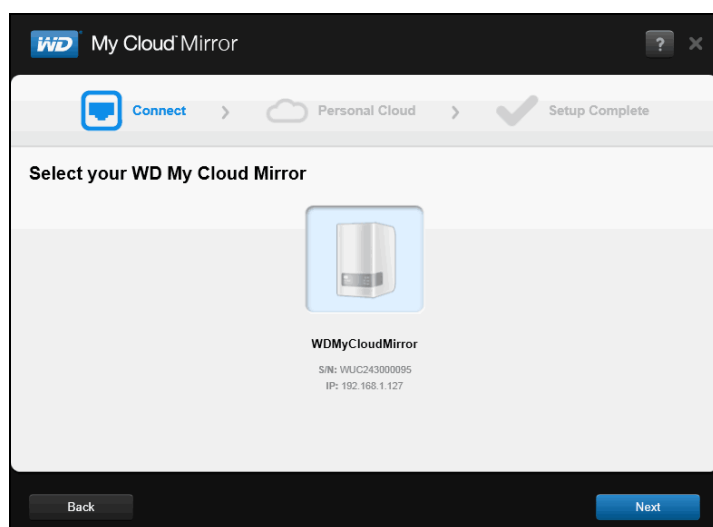 WD My Cloud Mirror
?
Connect
Personal Cloud
Setup Complete
Select your WD My Cloud Mirror
WDMyCloudMirror
S/N: WUC243000095
IP: 192.168.1.127
Back
Next